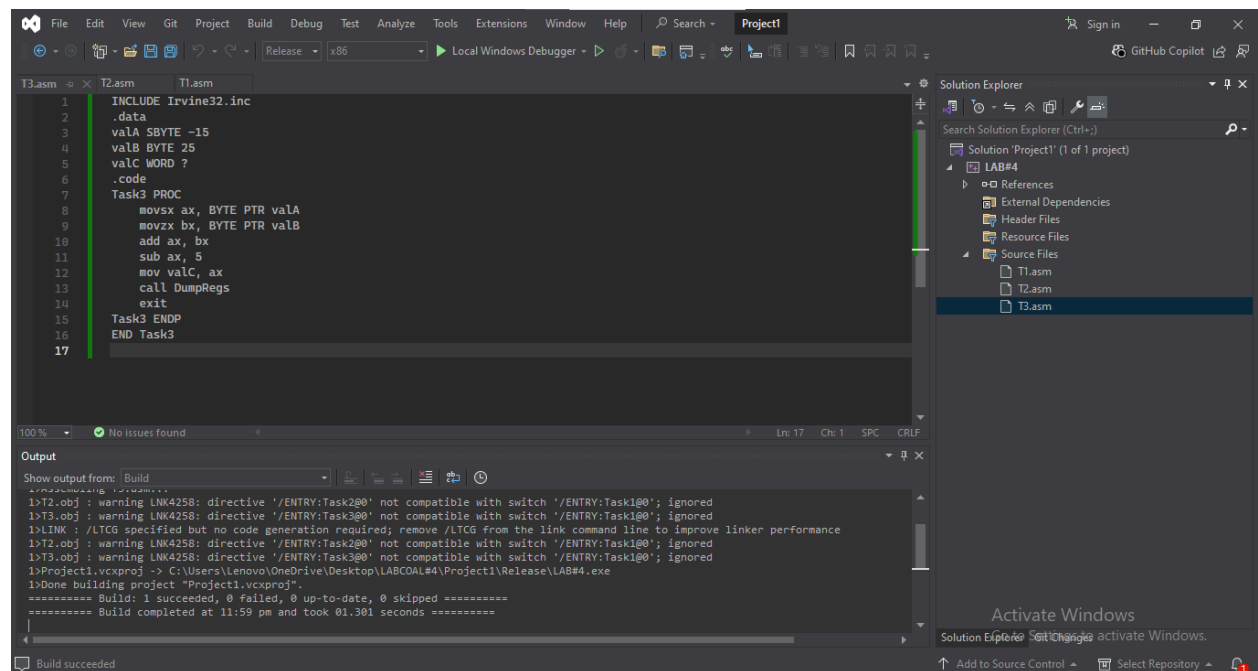 File Edit View Git Project Build Debug Test Analyze Tools Extensions Window Help Search Project1 Sign in
Release x86 Local Windows Debugger GitHub Copilot
T3.asm T2.asm T1.asm
1 INCLUDE Irvine32.inc
2 .data
3 valA SBYTE -15
4 valB BYTE 25
5 valC WORD ?
6 .code
7 Task3 PROC
8 movsx ax, BYTE PTR valA
9 movzx bx, BYTE PTR valB
10 add ax, bx
11 sub ax, 5
12 mov valC, ax
13 call DumpRegs
14 exit
15 Task3 ENDP
16 END Task3
17
100 % No issues found Ln: 17 Ch: 1 SPC CRLF
Output
Show output from: Build
1>T2.obj : warning LNK4258: directive '/ENTRY:Task2@0' not compatible with switch '/ENTRY:Task1@0'; ignored
1>T3.obj : warning LNK4258: directive '/ENTRY:Task3@0' not compatible with switch '/ENTRY:Task1@0'; ignored
1>LINK : /LTCG specified but no code generation required; remove /LTCG from the link command line to improve linker performance
1>T2.obj : warning LNK4258: directive '/ENTRY:Task2@0' not compatible with switch '/ENTRY:Task1@0'; ignored
1>T3.obj : warning LNK4258: directive '/ENTRY:Task3@0' not compatible with switch '/ENTRY:Task1@0'; ignored
1>Project1.vcxproj -> C:\Users\Lenovo\OneDrive\Desktop\LABCOAL#4\Project1\Release\LAB#4.exe
1>Done building project "Project1.vcxproj".
========== Build: 1 succeeded, 0 failed, 0 up-to-date, 0 skipped ==========
========== Build completed at 11:59 pm and took 01.301 seconds ==========
Solution Explorer
Search Solution Explorer (Ctrl+;)
Solution 'Project1' (1 of 1 project)
LAB#4
References
External Dependencies
Header Files
Resource Files
Source Files
T1.asm
T2.asm
T3.asm
Activate Windows
Go to Settings to activate Windows.
Solution Explorer Git Changes
Build succeeded Add to Source Control Select Repository 1